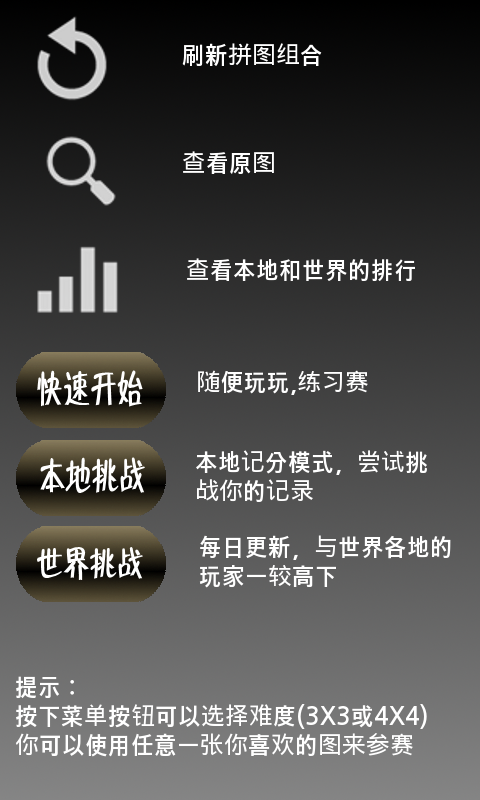 刷新拼图组合
查看原图
查看本地和世界的排行
快速开始
随便玩玩,练习赛
本地挑战
本地记分模式，尝试挑
战你的记录
世界挑战
每日更新，与世界各地的
玩家一较高下
提示：
按下菜单按钮可以选择难度(3X3或4X4)
你可以使用任意一张你喜欢的图来参赛